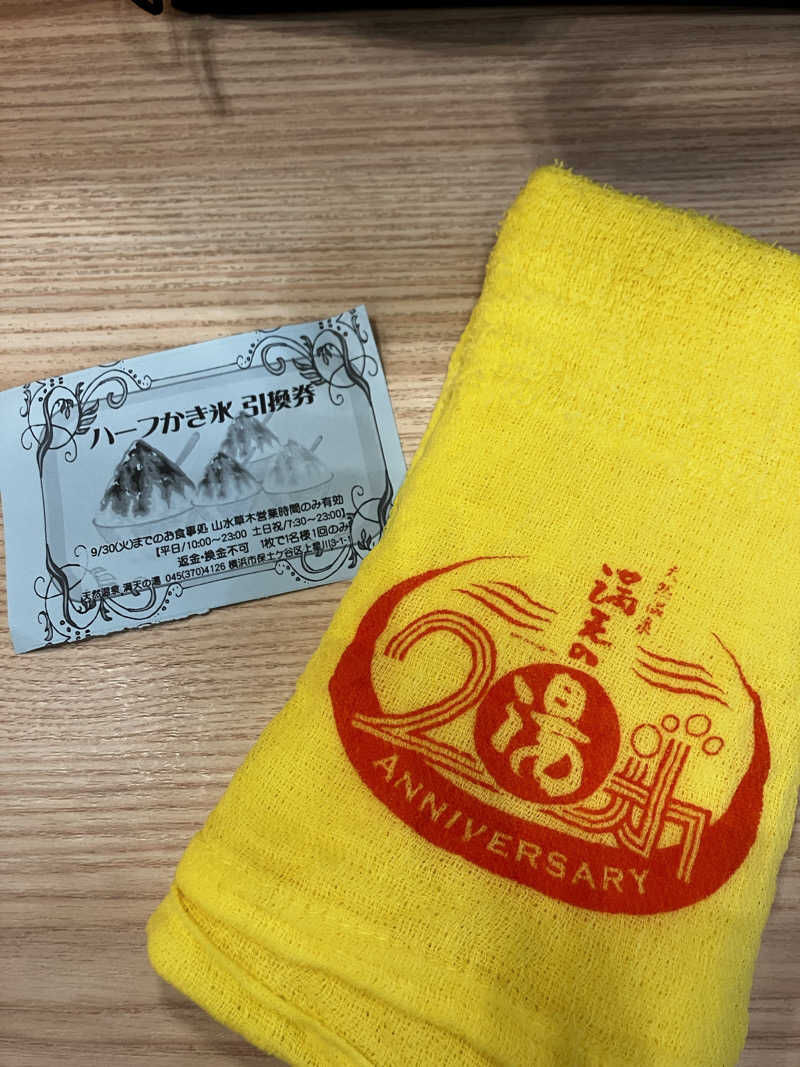 ハーフかき氷 引換券
9/30(火)までのお食事処 山水草木営業時間のみ有効
【平日/10:00～23:00 土日祝/7:30～23:00】
返金・換金不可 1枚で1名様1回のみ
天然温泉 満天の湯 045(370)4126 横浜市保土ケ谷区上星川3-1-1
天然温泉
満天の
20th
湯
ANNIVERSARY